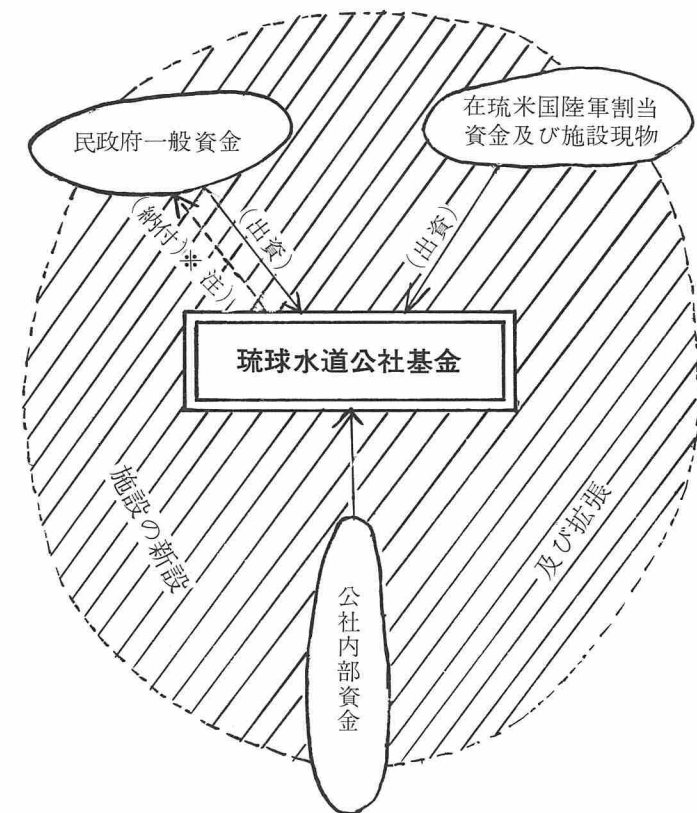 民政府一般資金
在琉米国陸軍割当
資金及び施設現物
(納付)※注)
(出資)
(出資)
琉球水道公社基金
施設の新設
及び拡張
公社内部資金